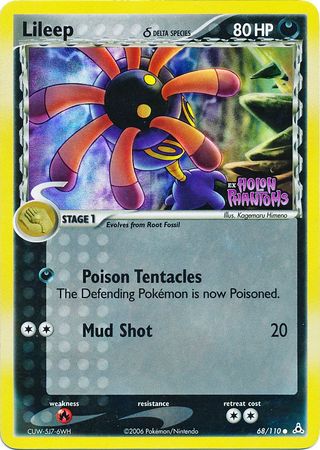 Lileep
δ DELTA SPECIES
80 HP
EX HOLON PHANTOMS
Illus. Kagemaru Himeno
STAGE 1
Evolves from Root Fossil
Poison Tentacles
The Defending Pokémon is now Poisoned.
Mud Shot 20
weakness resistance retreat cost
CUW-5J7-6WH ©2006 Pokémon/Nintendo 68/110